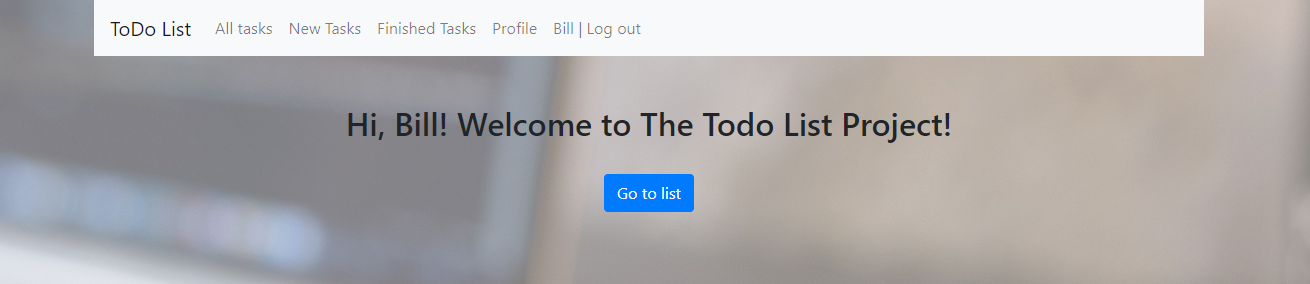 ToDo List All tasks New Tasks Finished Tasks Profile Bill | Log out
Hi, Bill! Welcome to The Todo List Project!
Go to list